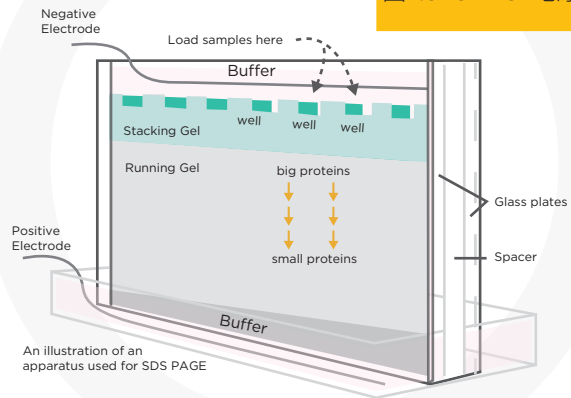 Negative
Electrode
Load samples here
Buffer
well
well
well
Stacking Gel
Running Gel
big proteins
Glass plates
Positive
Electrode
small proteins
Spacer
Buffer
An illustration of an
apparatus used for SDS PAGE